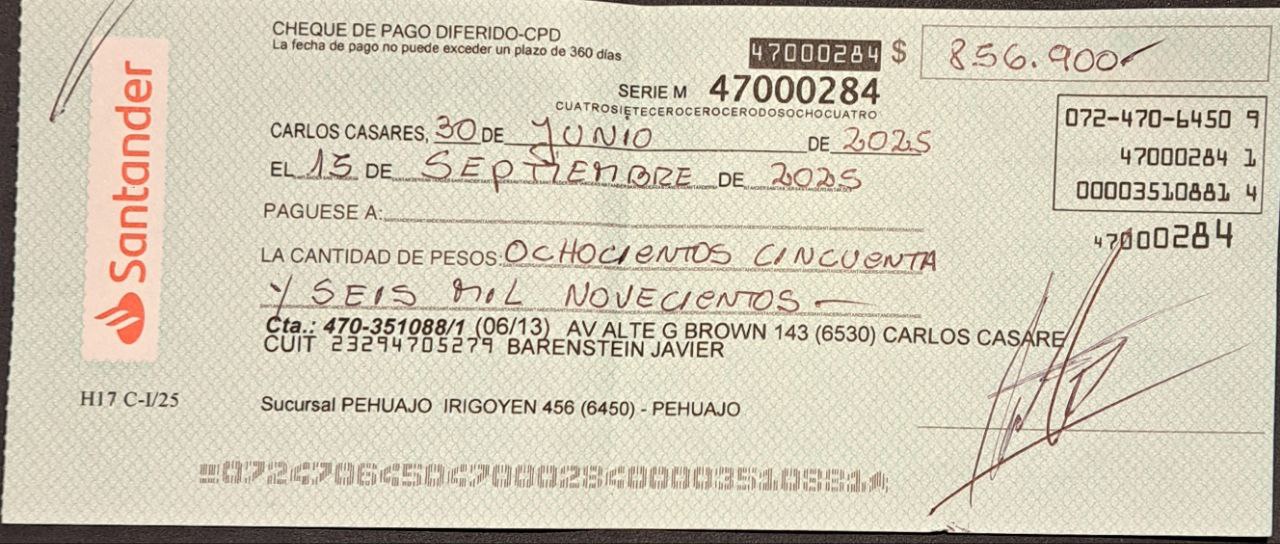 Santander
CHEQUE DE PAGO DIFERIDO-CPD
La fecha de pago no puede exceder un plazo de 360 días
47000284 $ 856.900
SERIE M 47000284
CUATROSIETECEROCEROCERODOSOCHOCUATRO
CARLOS CASARES, 30 DE JUNIO DE 2025
EL 15 DE SEPTIEMBRE DE 2025
PAGUESE A:
LA CANTIDAD DE PESOS: OCHOCIENTOS CINCUENTA
Y SEIS MIL NOVECIENTOS —
Cta.: 470-351088/1 (06/13) AV ALTE G BROWN 143 (6530) CARLOS CASARE
CUIT 23294705279 BARENSTEIN JAVIER
Sucursal PEHUAJO IRIGOYEN 456 (6450) - PEHUAJO
H17 C-I/25
072-470-6450 9
47000284 1
00003510881 4
47000284
07247064504700028400003510881